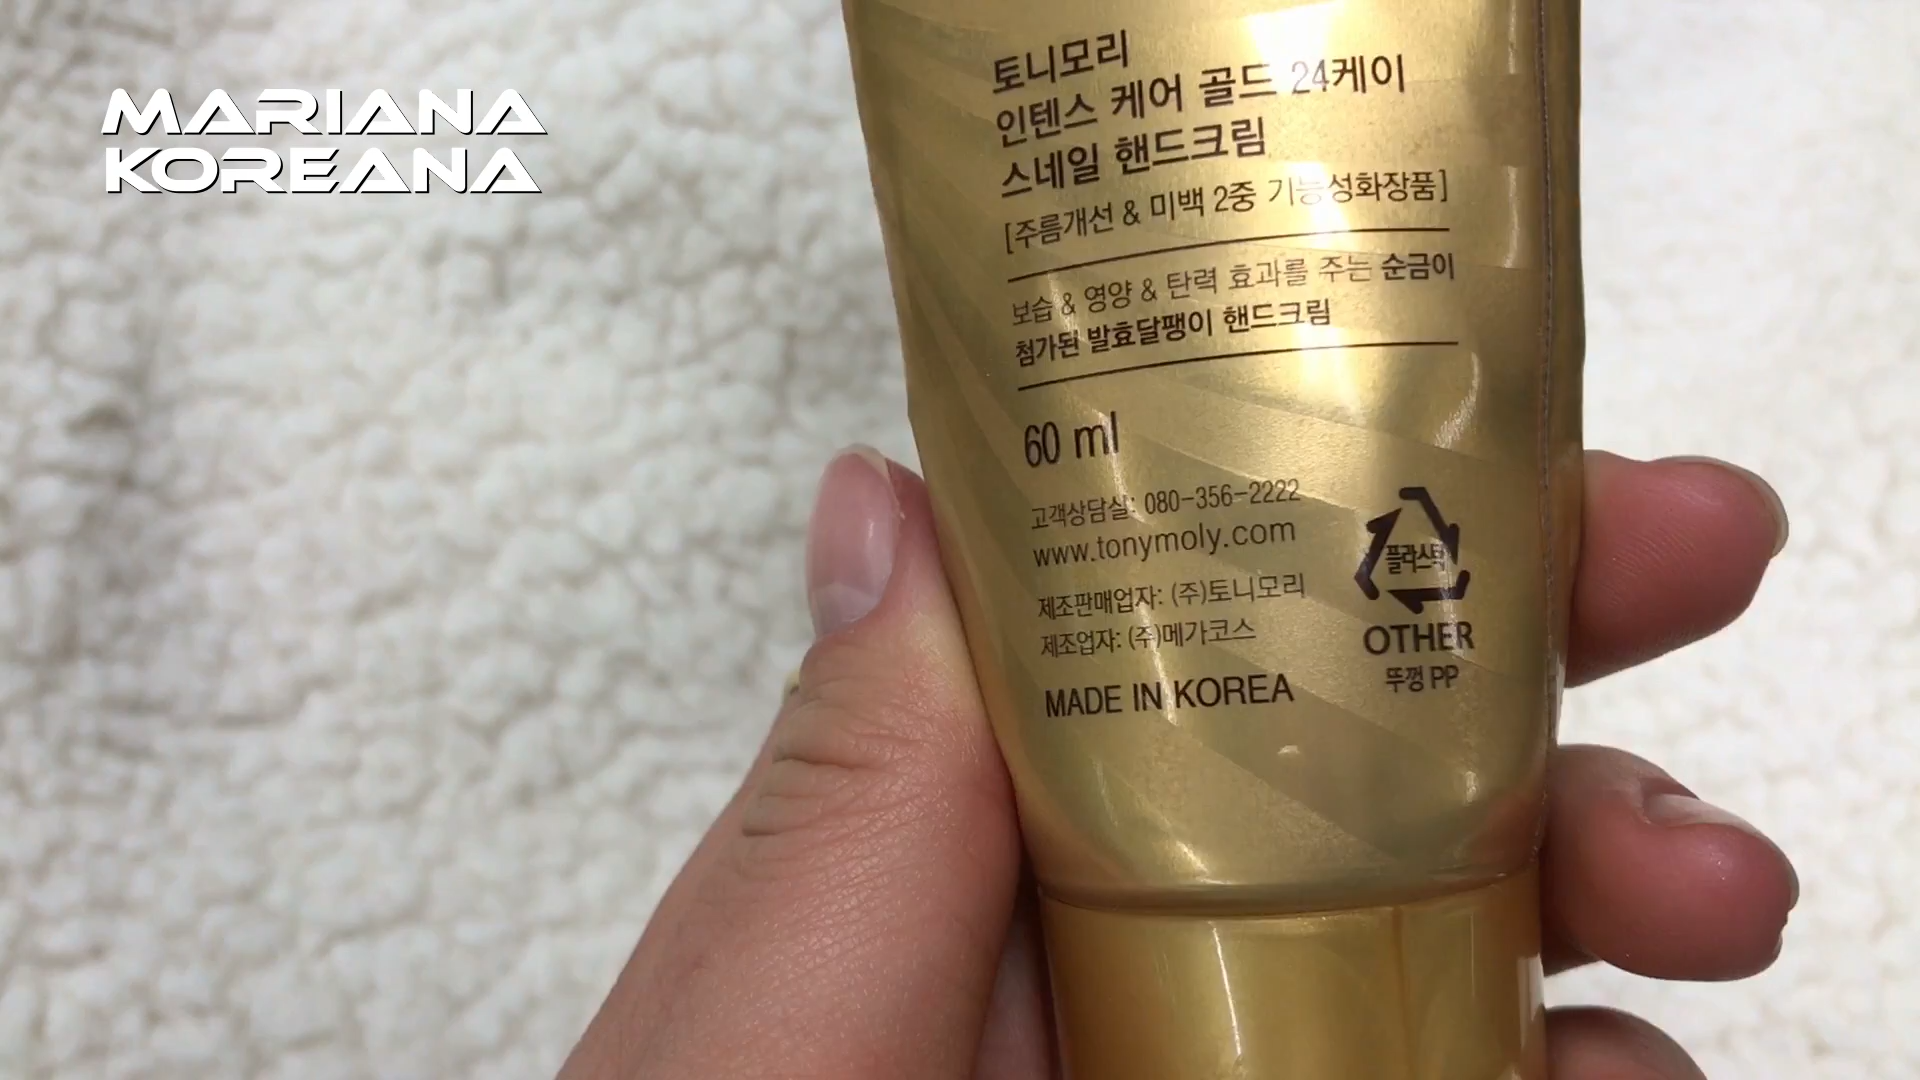 MARIANA
KOREANA
토니모리
인텐스 케어 골드 24케이
스네일 핸드크림
[주름개선 & 미백 2중 기능성화장품]
보습 & 영양 & 탄력 효과를 주는 순금이
첨가된 발효달팽이 핸드크림
60 ml
고객상담실: 080-356-2222
www.tonymoly.com
제조판매업자: (주)토니모리
제조업자: (주)메가코스
MADE IN KOREA
플라스틱
OTHER
뚜껑 PP